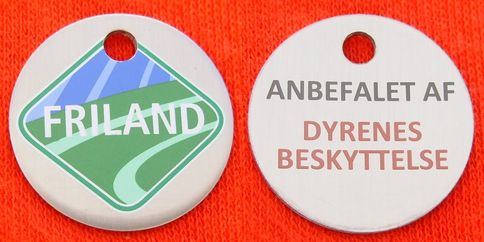 FRILAND
ANBEFALET AF
DYRENES
BESKYTTELSE